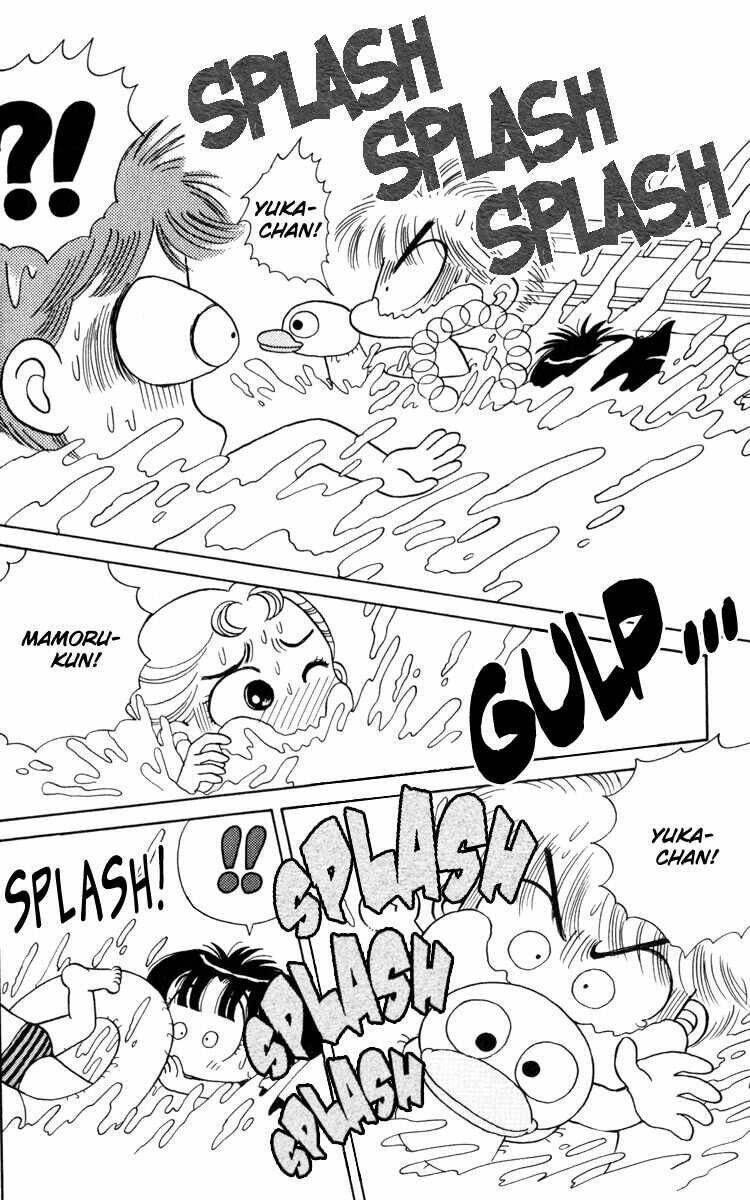 ?!
SPLASH
SPLASH
SPLASH
YUKA-
CHAN!
MAMORU-
KUN!
GULP...
SPLASH!
!!
SPLASH
SPLASH
SPLASH
YUKA-
CHAN!